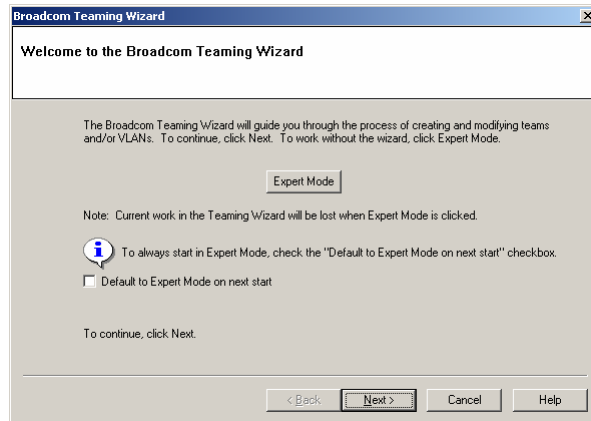 Broadcom Teaming Wizard
Welcome to the Broadcom Teaming Wizard
The Broadcom Teaming Wizard will guide you through the process of creating and modifying teams
and/or VLANs. To continue, click Next. To work without the wizard, click Expert Mode.
Expert Mode
Note: Current work in the Teaming Wizard will be lost when Expert Mode is clicked.
To always start in Expert Mode, check the "Default to Expert Mode on next start" checkbox.
Default to Expert Mode on next start
To continue, click Next.
< Back Next > Cancel Help